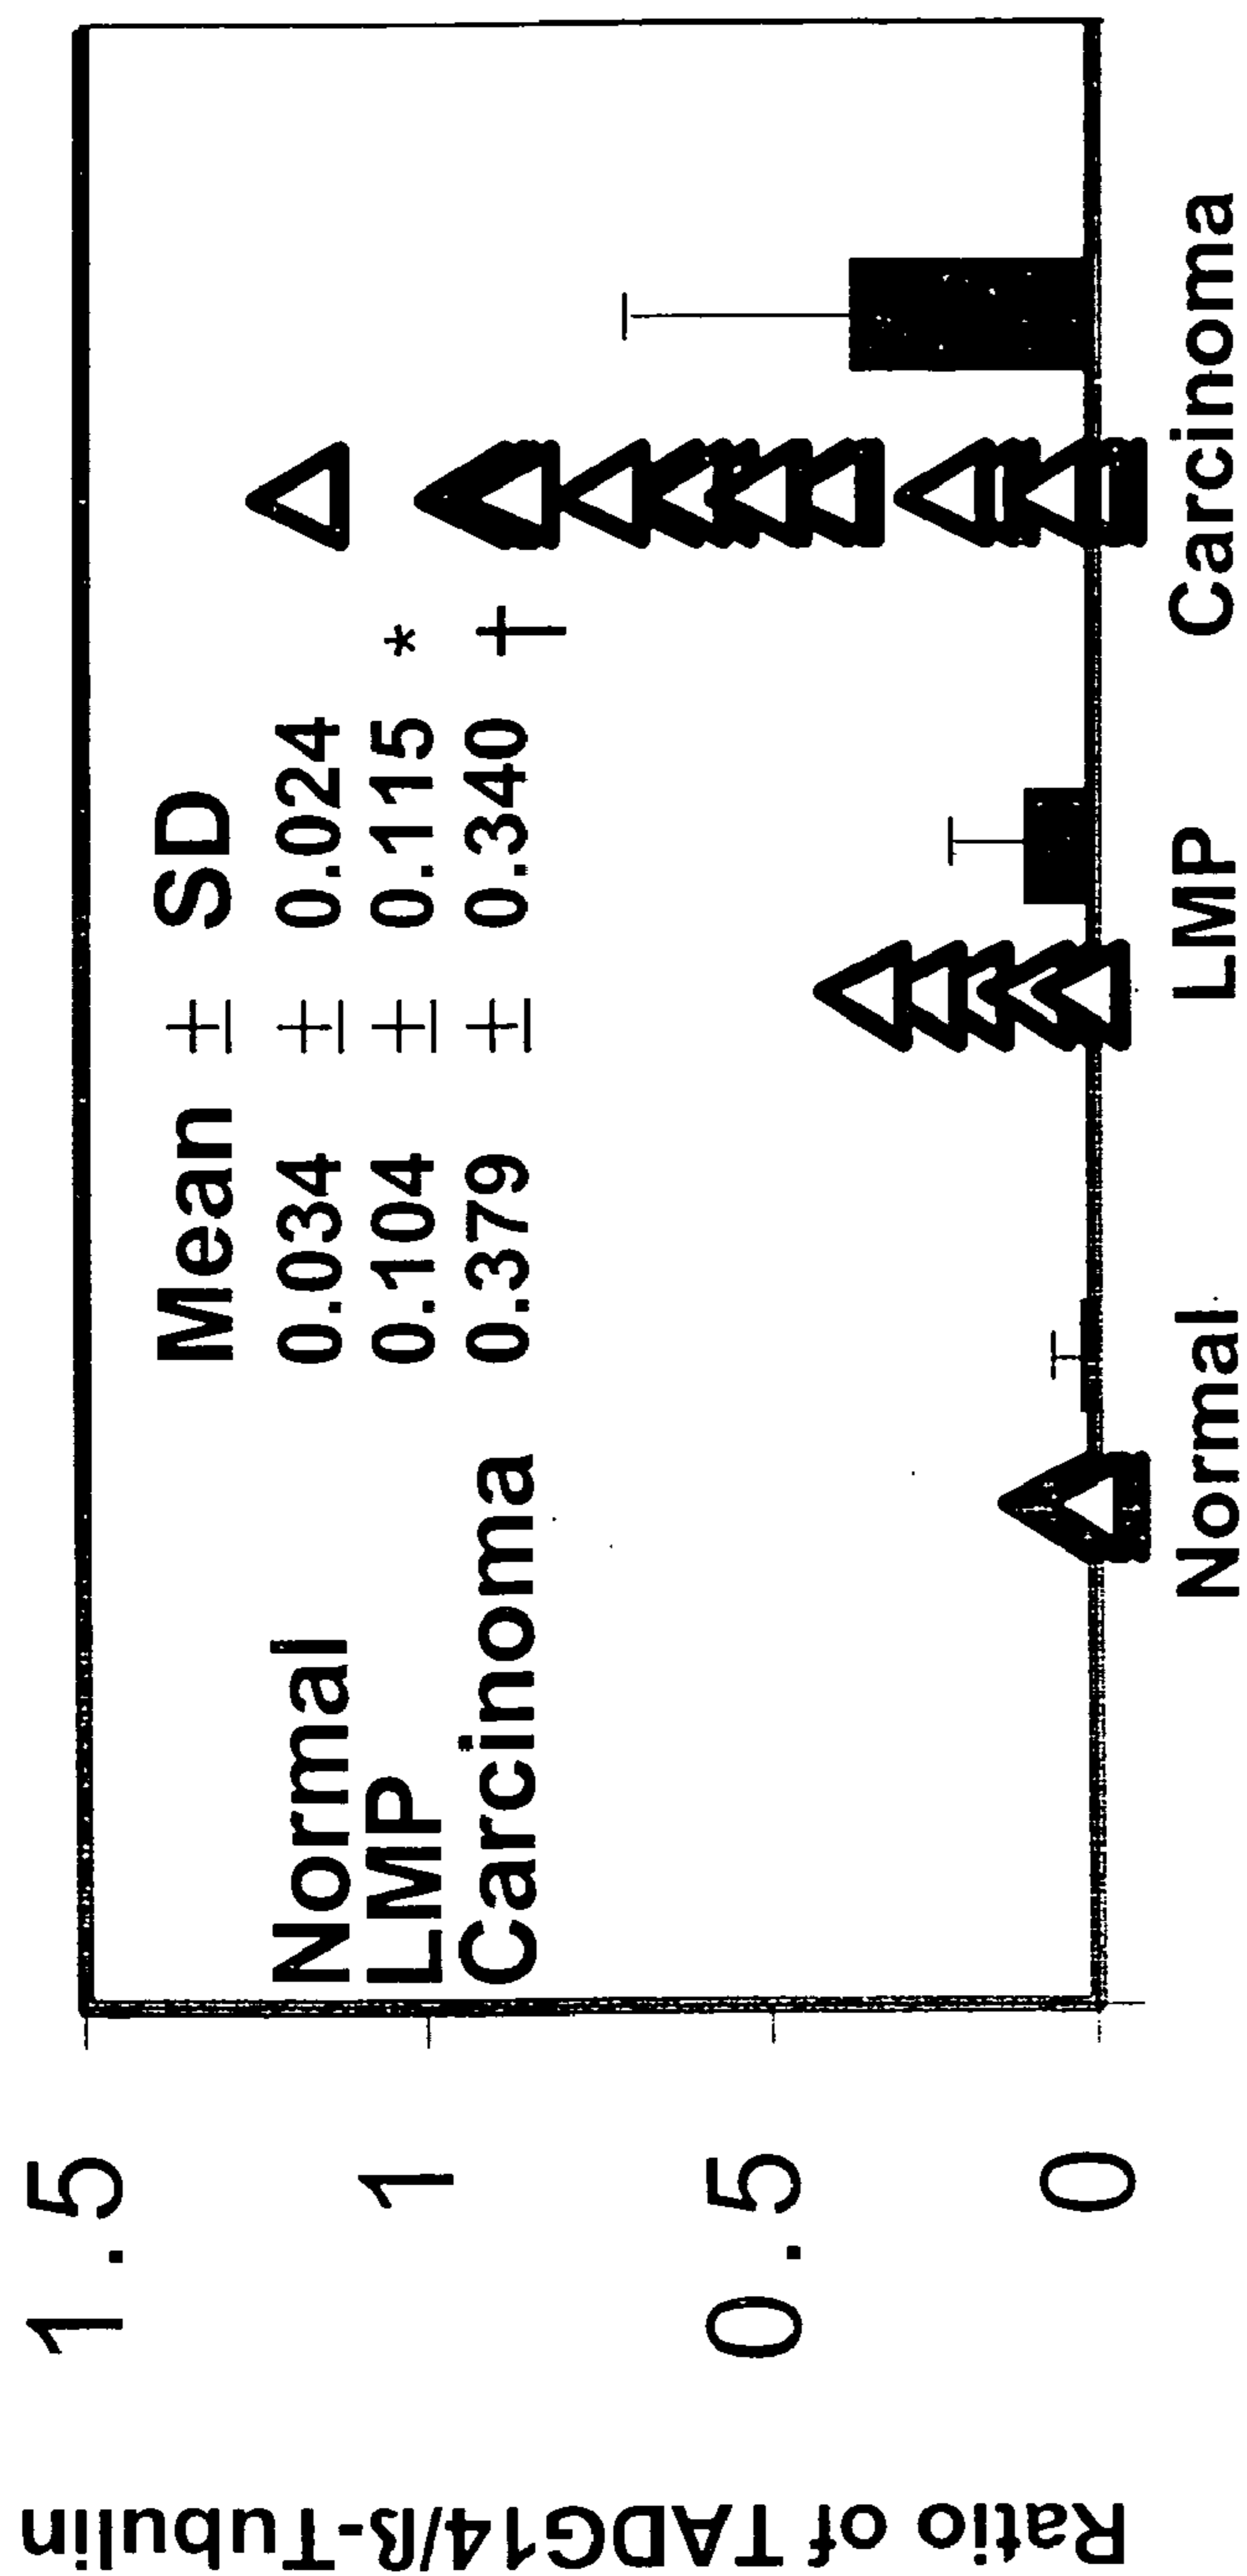 Ratio of TADG14/ß-Tubulin
1.5
1
0.5
0
Mean ± SD
Normal 0.034 ± 0.024
LMP 0.104 ± 0.115 *
Carcinoma 0.379 ± 0.340 †
Normal LMP Carcinoma